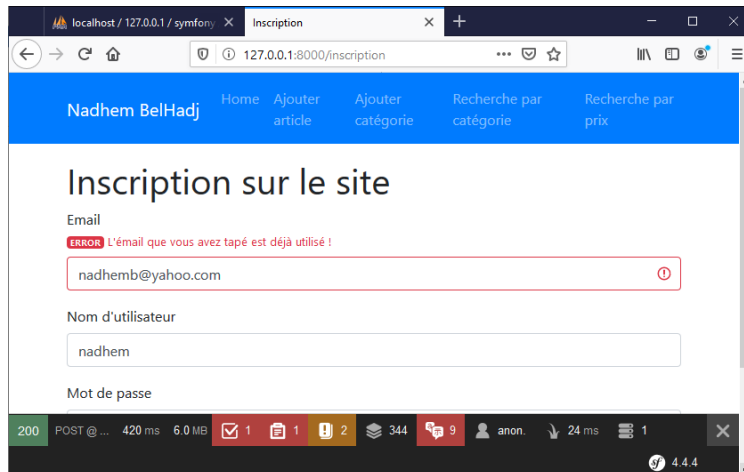 localhost / 127.0.0.1 / symfony
Inscription
127.0.0.1:8000/inscription
Nadhem BelHadj
Home
Ajouter article
Ajouter catégorie
Recherche par catégorie
Recherche par prix
Inscription sur le site
Email
ERROR L'émail que vous avez tapé est déjà utilisé !
nadhemb@yahoo.com
Nom d'utilisateur
nadhem
Mot de passe
200 POST @ ... 420 ms 6.0 MB 1 1 2 344 9 anon. 24 ms 1
sf 4.4.4